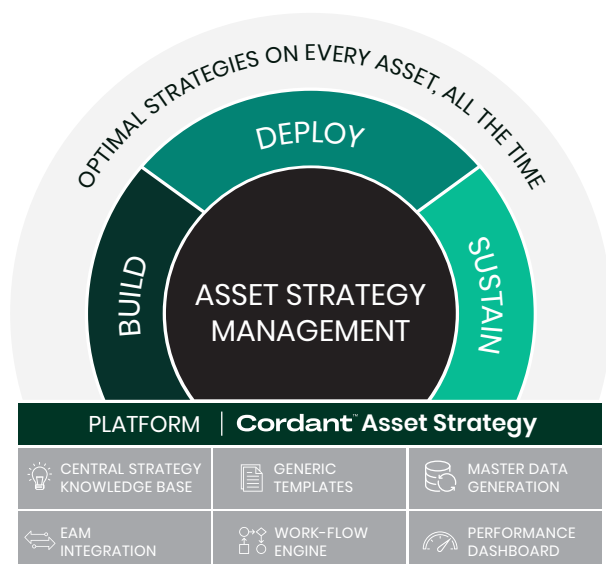 OPTIMAL STRATEGIES ON EVERY ASSET, ALL THE TIME
DEPLOY
BUILD
SUSTAIN
ASSET STRATEGY
MANAGEMENT
PLATFORM | Cordant™ Asset Strategy
CENTRAL STRATEGY
KNOWLEDGE BASE
GENERIC
TEMPLATES
MASTER DATA
GENERATION
EAM
INTEGRATION
WORK-FLOW
ENGINE
PERFORMANCE
DASHBOARD